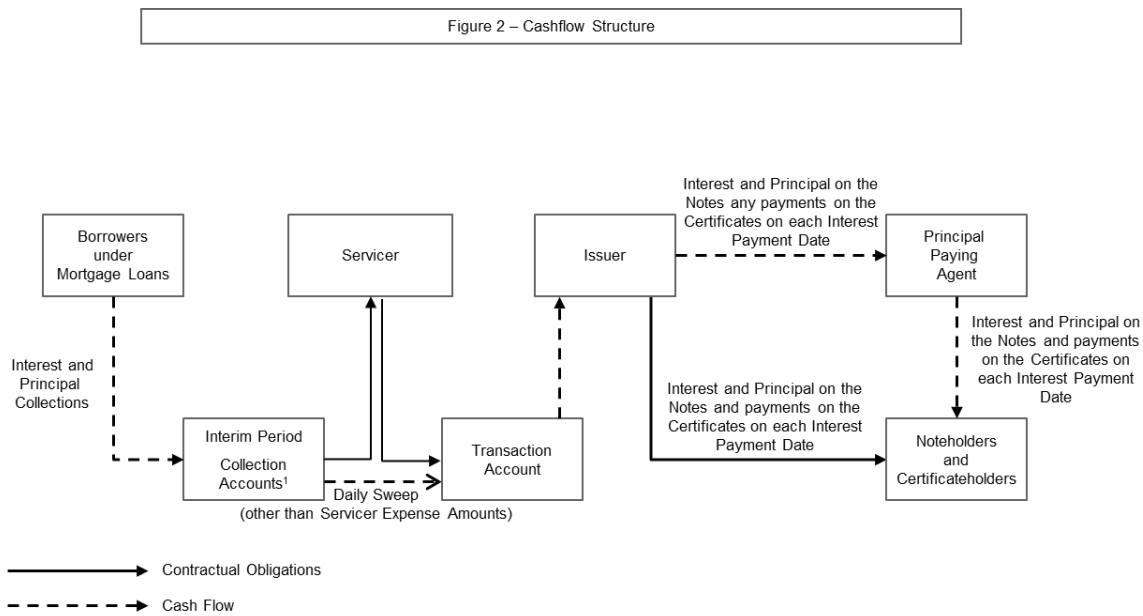 Figure 2 – Cashflow Structure
Interest and Principal on the
Notes any payments on the
Certificates on each Interest
Payment Date
Borrowers
under
Mortgage Loans
Servicer
Issuer
Principal
Paying
Agent
Interest and
Principal
Collections
Interest and Principal on
the Notes and payments
on the Certificates on
each Interest Payment
Date
Interest and Principal on the
Notes and payments on the
Certificates on each Interest
Payment Date
Interim Period
Collection
Accounts¹
Transaction
Account
Noteholders
and
Certificateholders
Daily Sweep
(other than Servicer Expense Amounts)
Contractual Obligations
Cash Flow